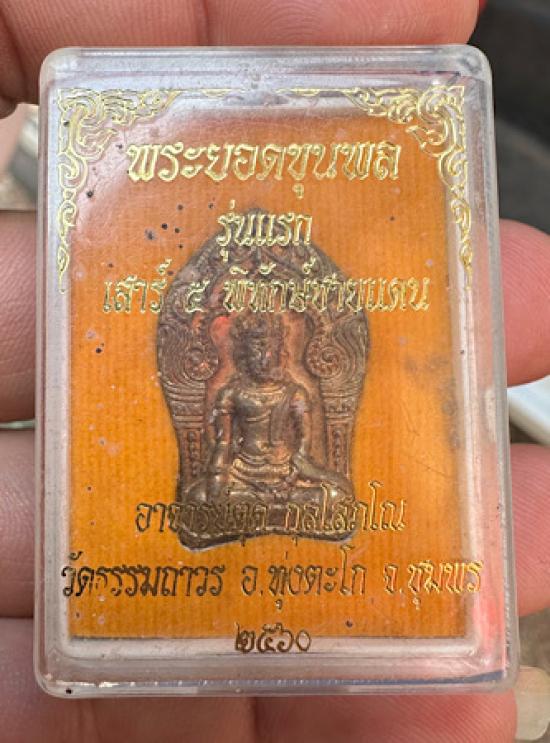 พระยอดขุนพล
รุ่นแรก
เสาร์ ๕ พิทักษ์ชายแดน
อาจารย์ตุด กุลโสภโณ
วัดธรรมถาวร อ.ทุ่งตะโก จ.ชุมพร
๒๕๖๐